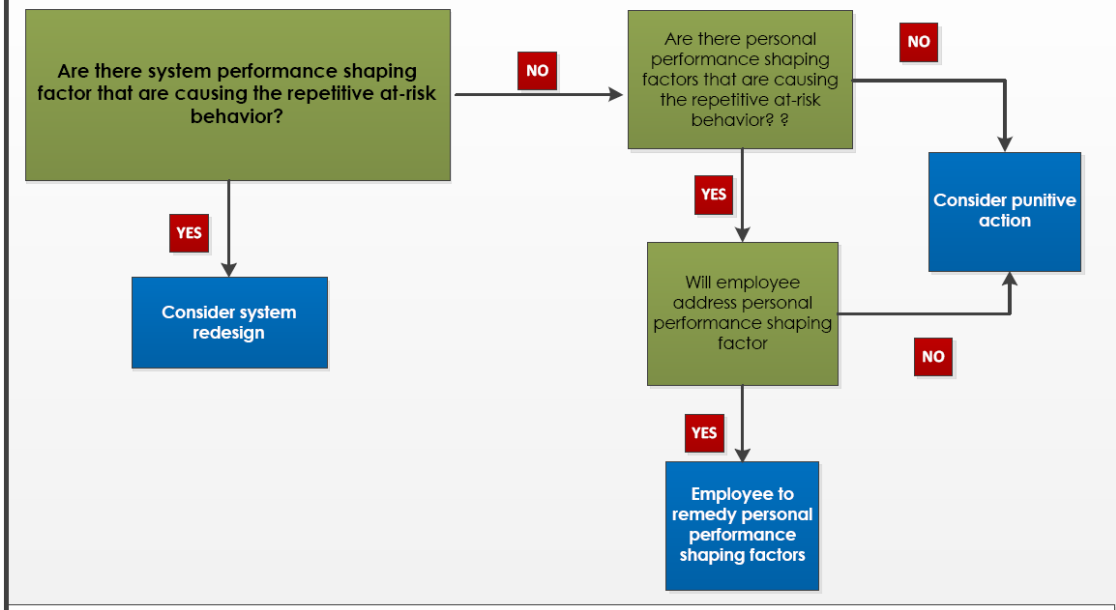 Are there system performance shaping
factor that are causing the repetitive at-risk
behavior?
NO
Are there personal
performance shaping
factors that are causing
the repetitive at-risk
behavior? ?
NO
YES
YES
Consider punitive
action
Consider system
redesign
Will employee
address personal
performance shaping
factor
NO
YES
Employee to
remedy personal
performance
shaping factors